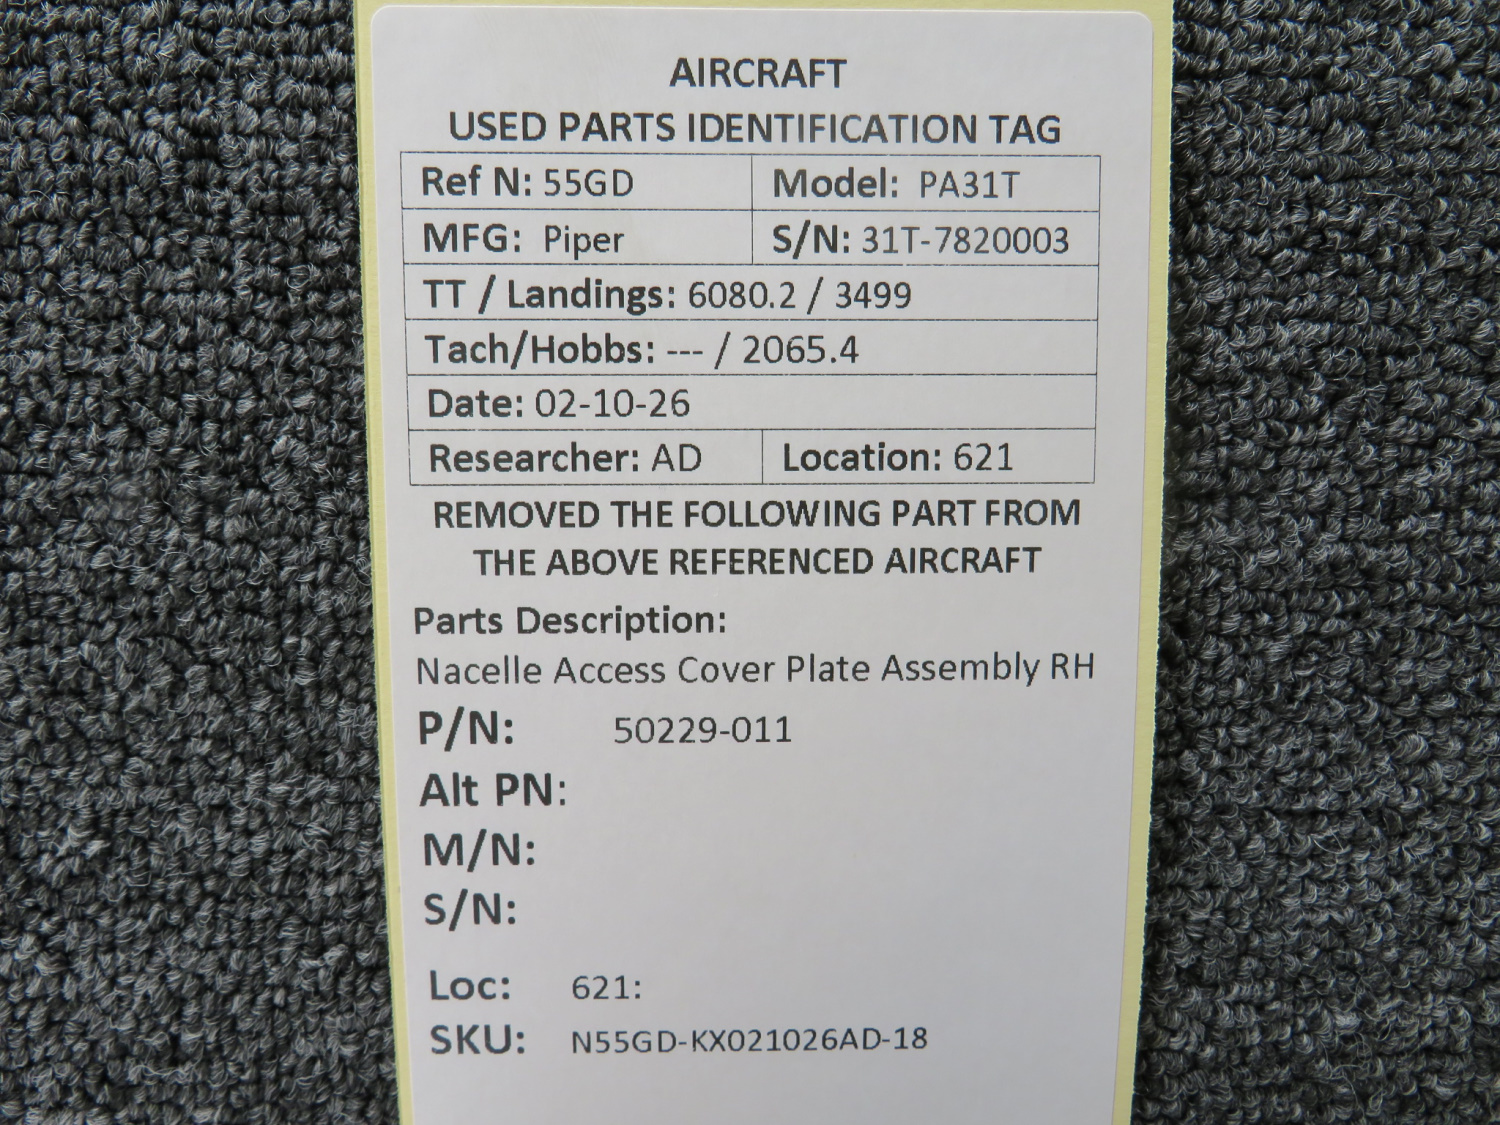 AIRCRAFT
USED PARTS IDENTIFICATION TAG
Ref N: 55GD Model: PA31T
MFG: Piper S/N: 31T-7820003
TT / Landings: 6080.2 / 3499
Tach/Hobbs: --- / 2065.4
Date: 02-10-26
Researcher: AD Location: 621
REMOVED THE FOLLOWING PART FROM
THE ABOVE REFERENCED AIRCRAFT
Parts Description:
Nacelle Access Cover Plate Assembly RH
P/N: 50229-011
Alt PN:
M/N:
S/N:
Loc: 621:
SKU: N55GD-KX021026AD-18